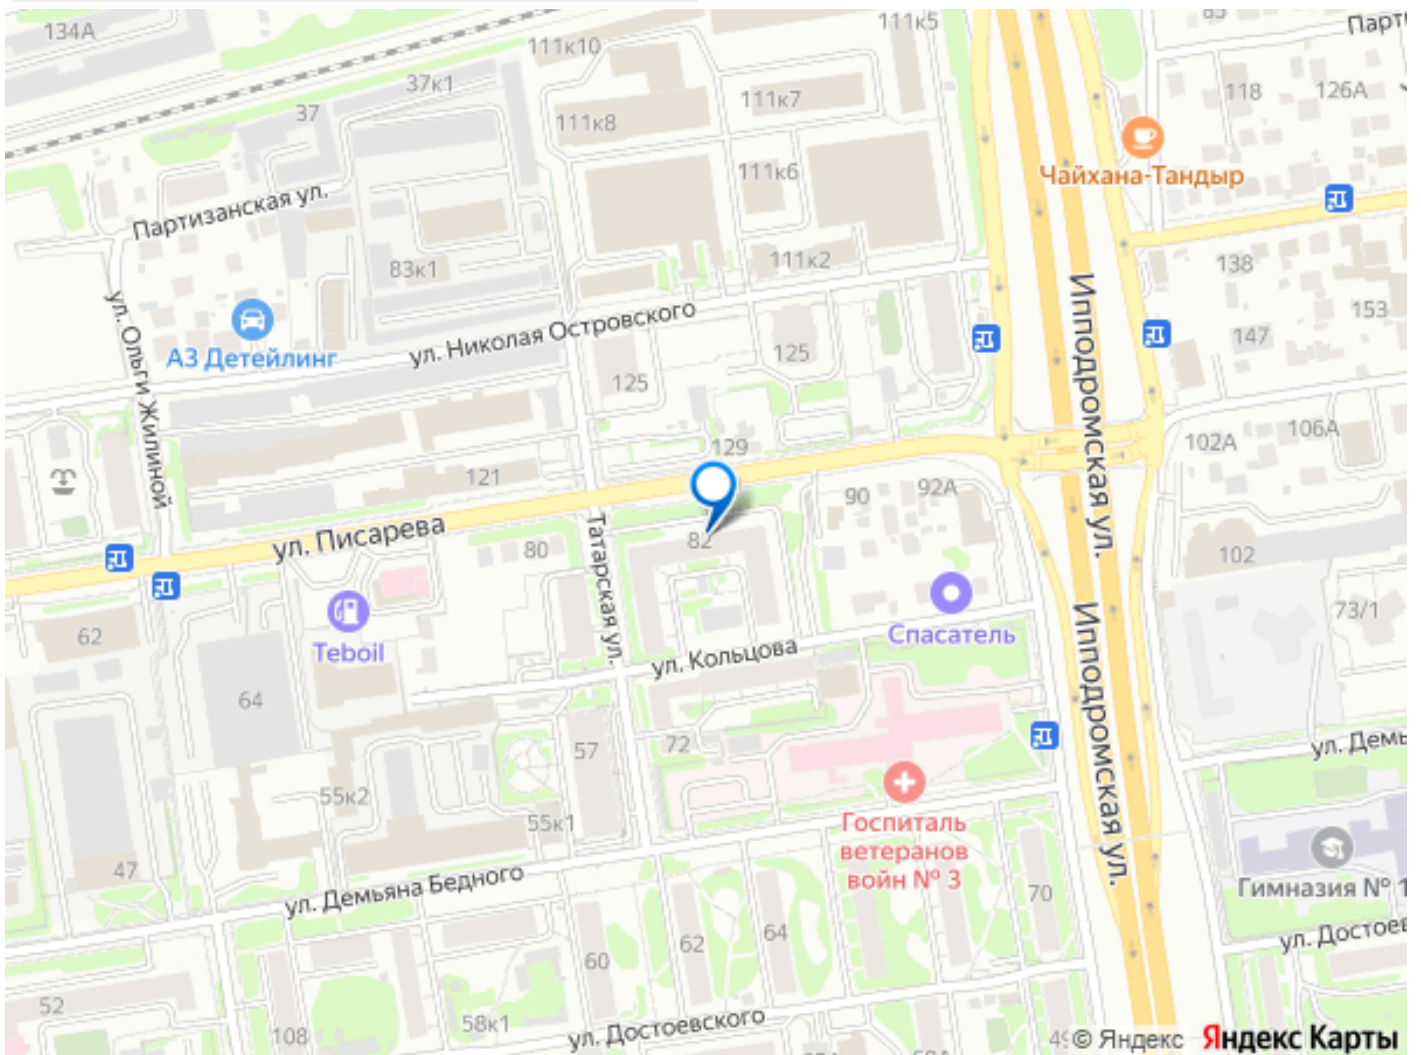 134А
111к10
111к5
Парт
85
37к1
37
111к8
111к7
118
126А
111к6
Чайхана-Тандыр
Партизанская ул.
83к1
111к2
138
153
ул. Ольги Жилиной
АЗ Детейлинг
ул. Николая Островского
125
125
147
Ипподромская ул.
129
102А
106А
121
90
92А
ул. Писарева
80
82
Татарская ул.
102
62
Teboil
Спасатель
73/1
ул. Кольцова
64
Ипподромская ул.
57
72
ул. Демь
55к2
55к1
Госпиталь
ветеранов
войн № 3
47
ул. Демьяна Бедного
70
Гимназия № 1
60
62
64
ул. Достоев
52
108
58к1
ул. Достоевского
49
© Яндекс
Яндекс Карты